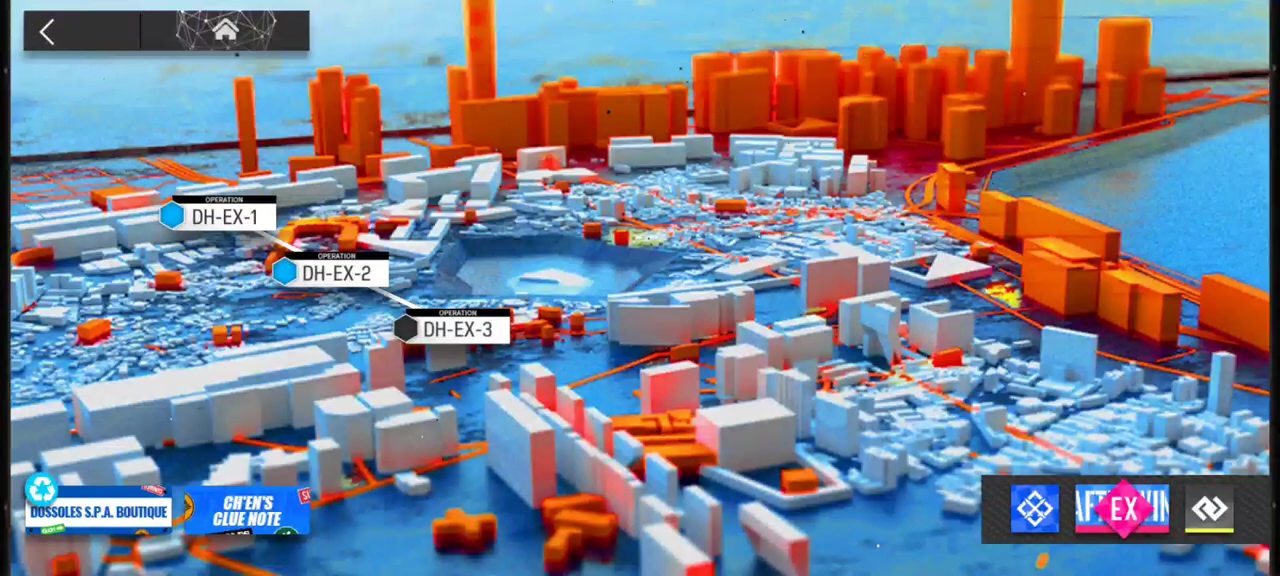 OPERATION
DH-EX-1
OPERATION
DH-EX-2
OPERATION
DH-EX-3
DOSSOLES S.P.A. BOUTIQUE
CH'EN'S
CLUE NOTE
EX